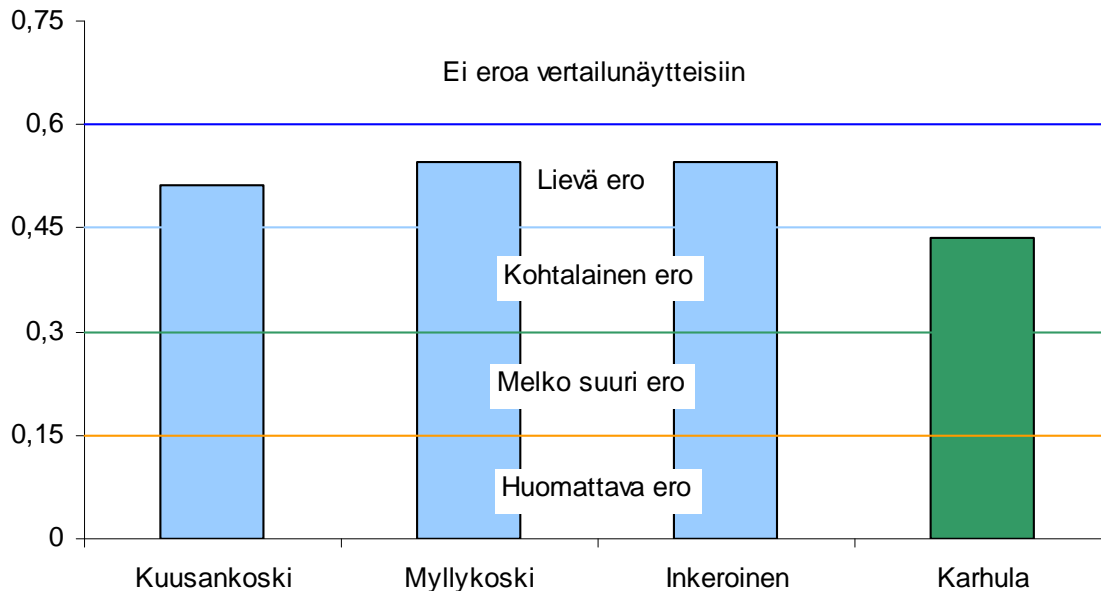 0,75
Ei eroa vertailunäytteisiin
0,6
Lievä ero
0,45
Kohtalainen ero
0,3
Melko suuri ero
0,15
Huomattava ero
0
Kuusankoski Myllykoski Inkeroinen Karhula